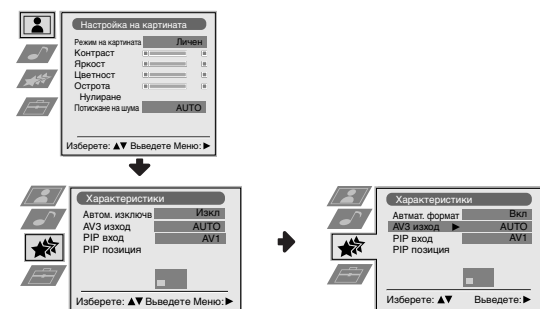 Настройка на картината
Режим на картината Личен
Контраст
Яркост
Цветност
Острота
Нулиране
Потискане на шума AUTO
Изберете: ▲▼ Въведете Меню: ▶
Характеристики
Автом. изключв Изкл
AV3 изход AUTO
PIP вход AV1
PIP позиция
Изберете: ▲▼ Въведете Меню: ▶
Характеристики
Автмат. формат Вкл
AV3 изход ▶ AUTO
PIP вход AV1
PIP позиция
Изберете: ▲▼ Въведете: ▶